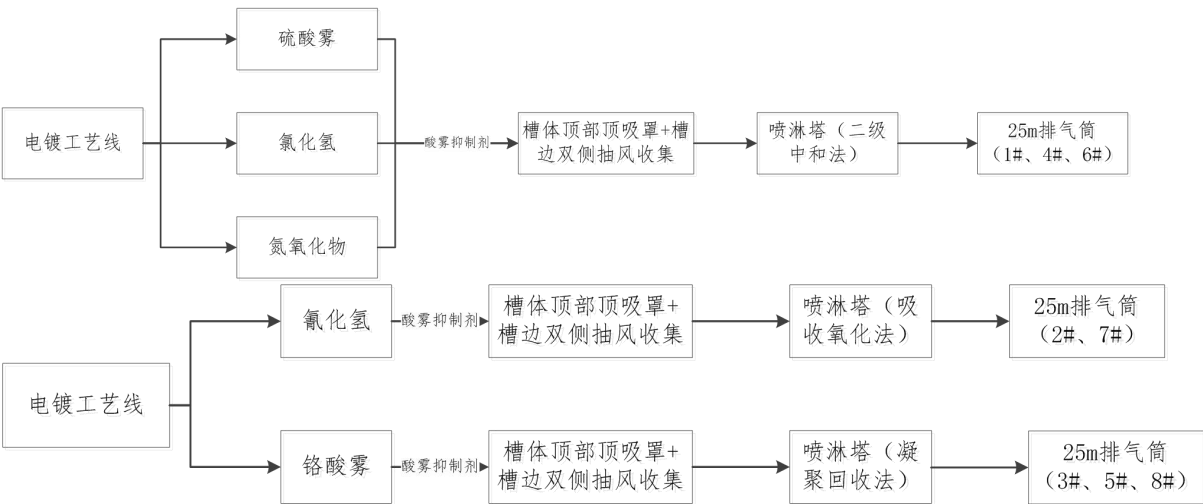 硫酸雾
电镀工艺线
氯化氢
氮氧化物
酸雾抑制剂
槽体顶部顶吸罩+槽
边双侧抽风收集
喷淋塔（二级
中和法）
25m排气筒
（1#、4#、6#）
电镀工艺线
氰化氢
酸雾抑制剂
槽体顶部顶吸罩+
槽边双侧抽风收集
喷淋塔（吸
收氧化法）
25m排气筒
（2#、7#）
铬酸雾
酸雾抑制剂
槽体顶部顶吸罩+
槽边双侧抽风收集
喷淋塔（凝
聚回收法）
25m排气筒
（3#、5#、8#）